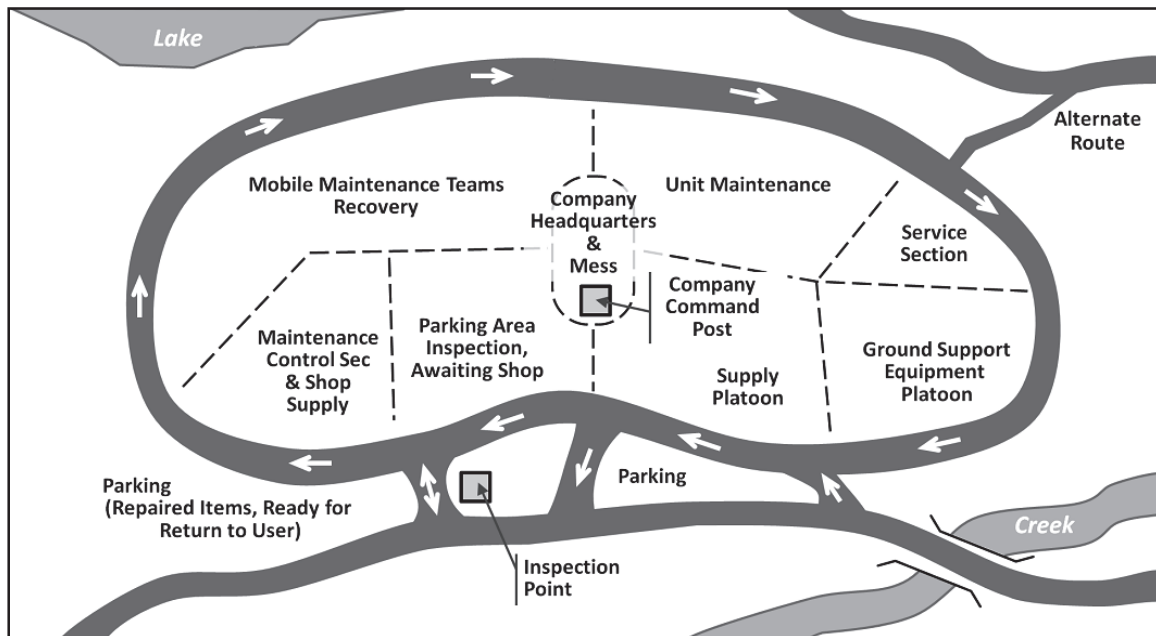 Lake
Alternate
Route
Mobile Maintenance Teams
Recovery
Company
Headquarters
&
Mess
Unit Maintenance
Service
Section
Company
Command
Post
Maintenance
Control Sec
& Shop
Supply
Parking Area
Inspection,
Awaiting Shop
Supply
Platoon
Ground Support
Equipment
Platoon
Parking
(Repaired Items, Ready for
Return to User)
Parking
Inspection
Point
Creek